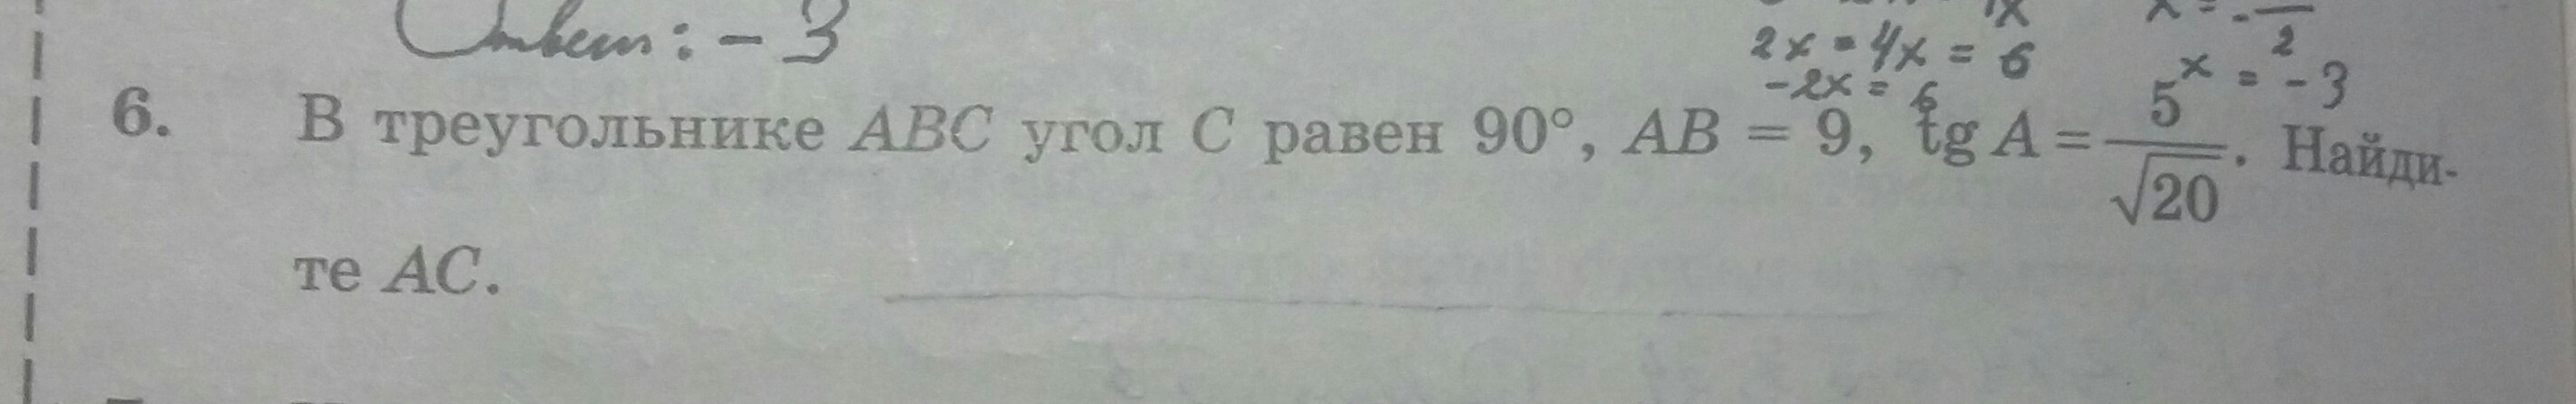 Ответ: - 3
2x - 4x = 6
-2x = 6
x = -3
6. В треугольнике ABC угол C равен 90°, AB = 9, tg A = 5/√20. Найди-
те AC.